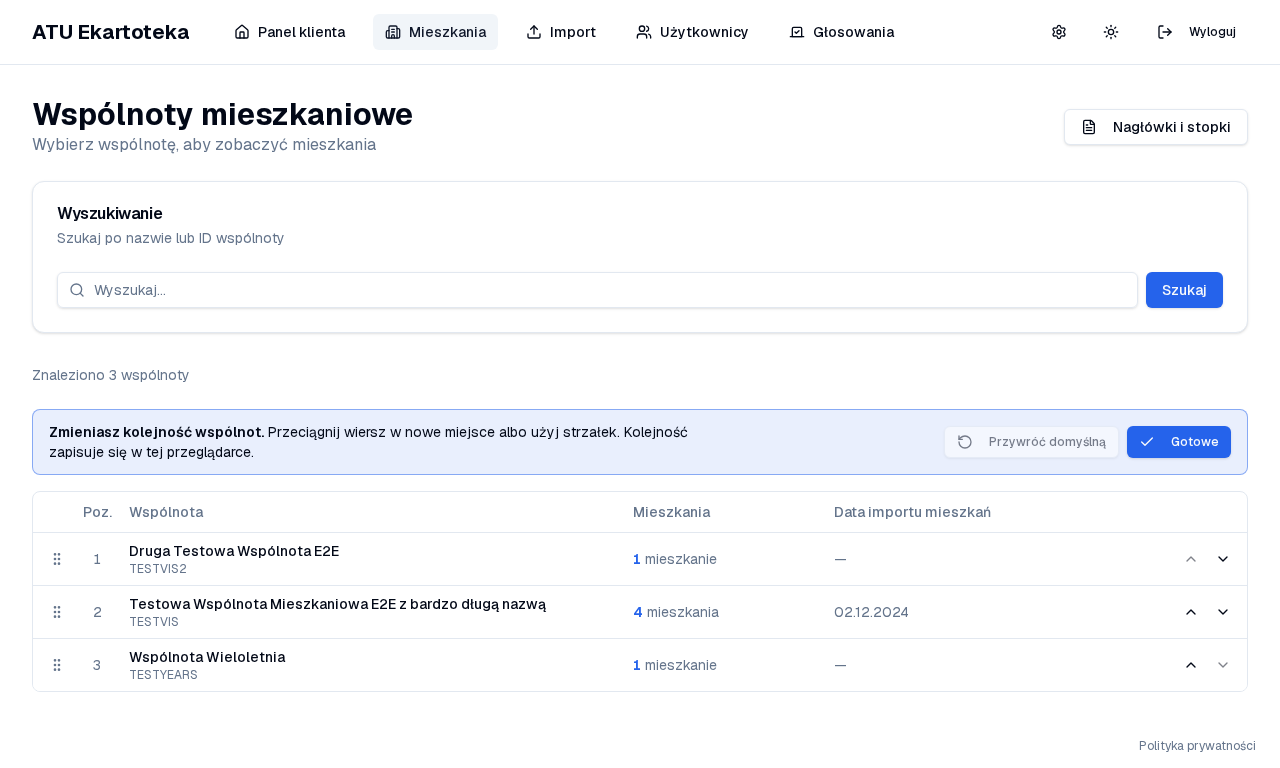 ATU Ekartoteka
Panel klienta
Mieszkania
Import
Użytkownicy
Głosowania
Wyloguj
Wspólnoty mieszkaniowe
Wybierz wspólnotę, aby zobaczyć mieszkania
Nagłówki i stopki
Wyszukiwanie
Szukaj po nazwie lub ID wspólnoty
Wyszukaj...
Szukaj
Znaleziono 3 wspólnoty
Zmieniasz kolejność wspólnot. Przeciągnij wiersz w nowe miejsce albo użyj strzałek. Kolejność
zapisuje się w tej przeglądarce.
Przywróć domyślną
Gotowe
Poz. Wspólnota Mieszkania Data importu mieszkań
1 Druga Testowa Wspólnota E2E 1 mieszkanie —
TESTVIS2
2 Testowa Wspólnota Mieszkaniowa E2E z bardzo długą nazwą 4 mieszkania 02.12.2024
TESTVIS
3 Wspólnota Wieloletnia 1 mieszkanie —
TESTYEARS
Polityka prywatności